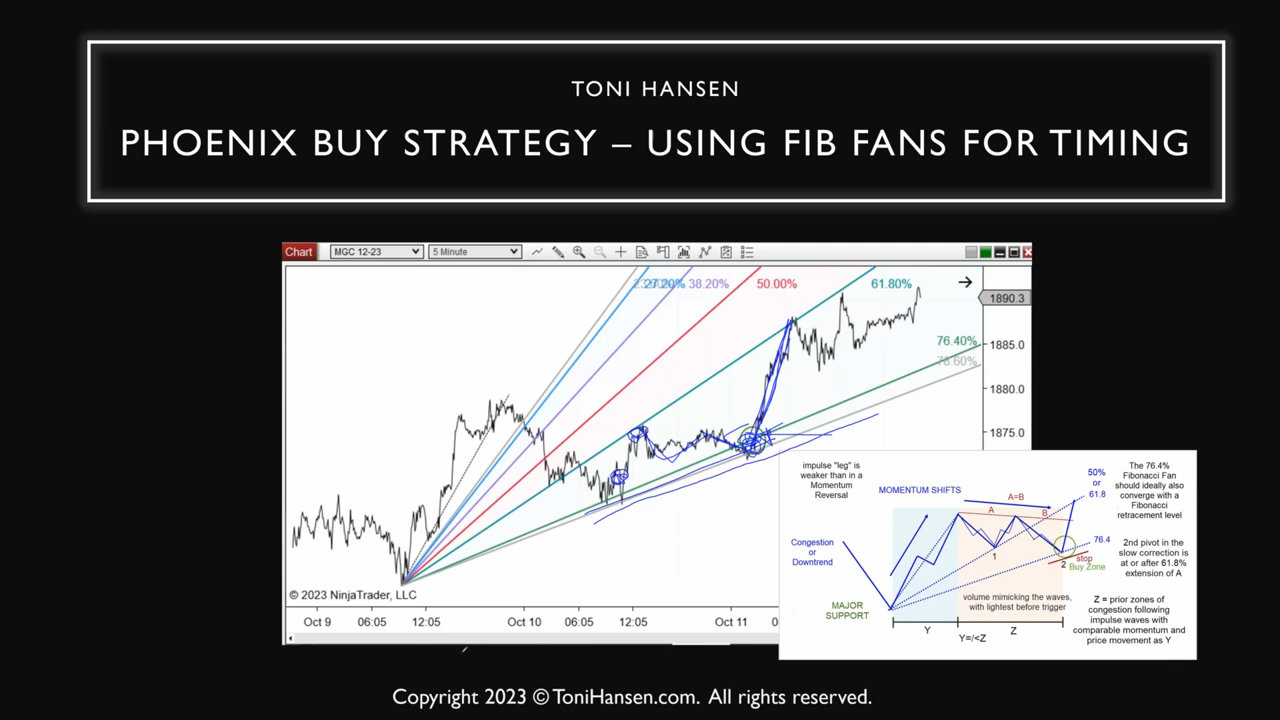 TONI HANSEN
PHOENIX BUY STRATEGY – USING FIB FANS FOR TIMING
Chart
MGC 12-23
5 Minute
27.20%
38.20%
50.00%
61.80%
1890.3
76.40%
78.60%
1885.0
1880.0
1875.0
© 2023 NinjaTrader, LLC
Oct 9
06:05
12:05
Oct 10
06:05
12:05
Oct 11
impulse "leg" is
weaker than in a
Momentum
Reversal
MOMENTUM SHIFTS
A=B
A
B
50%
or
61.8
76.4
1
2
stop
Buy Zone
Congestion
or
Downtrend
MAJOR
SUPPORT
volume mimicking the waves,
with lightest before trigger
Y
Z
Y=/<Z
The 76.4%
Fibonacci Fan
should ideally also
converge with a
Fibonacci
retracement level
2nd pivot in the
slow correction is
at or after 61.8%
extension of A
Z = prior zones of
congestion following
impulse waves with
comparable momentum and
price movement as Y
Copyright 2023 © ToniHansen.com. All rights reserved.